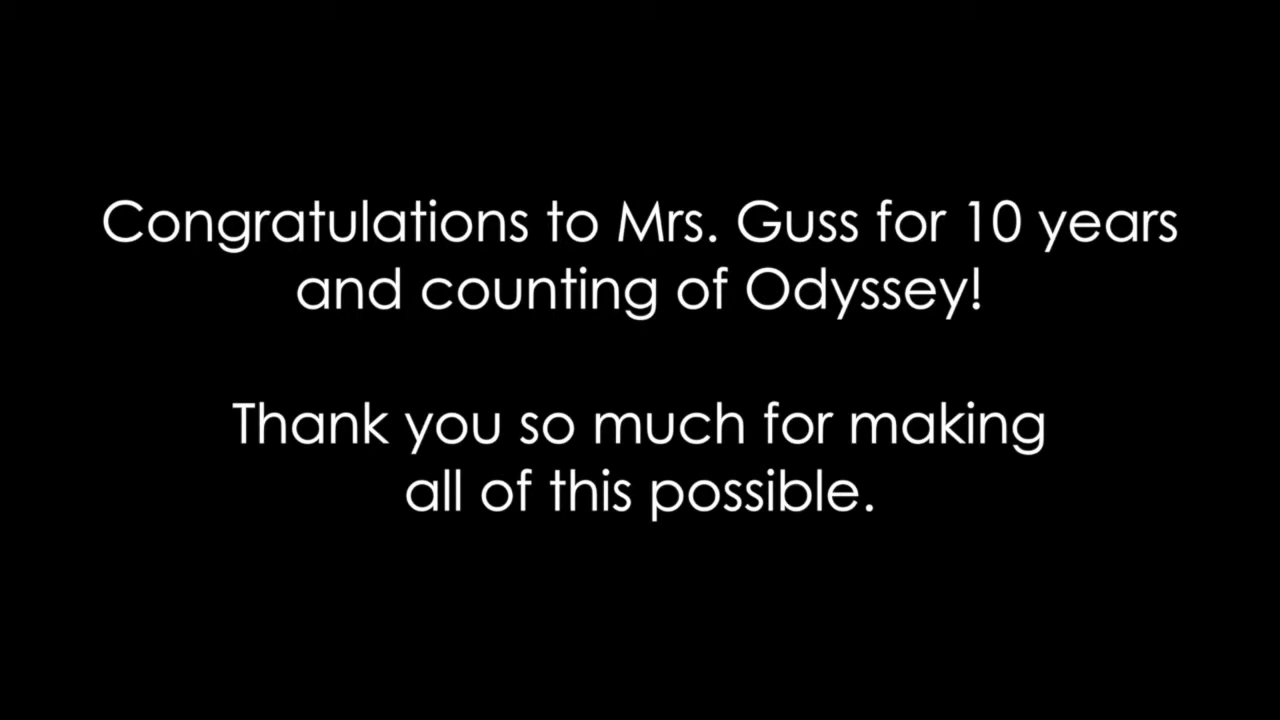 Congratulations to Mrs. Guss for 10 years
and counting of Odyssey!
Thank you so much for making
all of this possible.